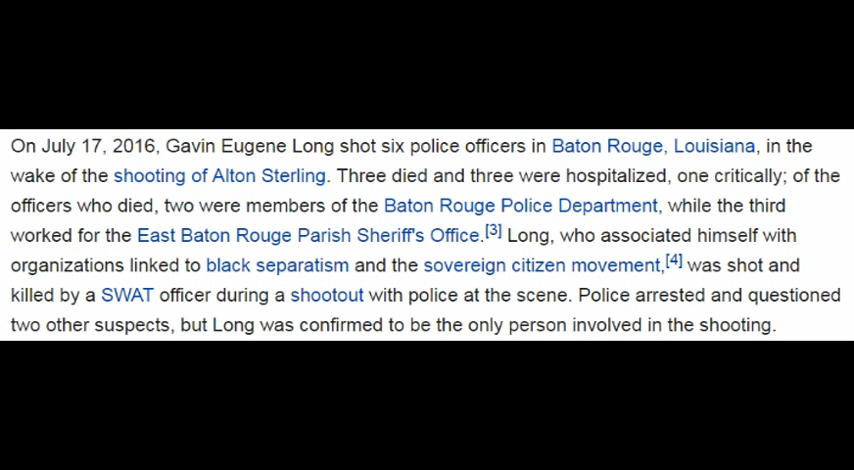 On July 17, 2016, Gavin Eugene Long shot six police officers in Baton Rouge, Louisiana, in the
wake of the shooting of Alton Sterling. Three died and three were hospitalized, one critically; of the
officers who died, two were members of the Baton Rouge Police Department, while the third
worked for the East Baton Rouge Parish Sheriff's Office.[3] Long, who associated himself with
organizations linked to black separatism and the sovereign citizen movement,[4] was shot and
killed by a SWAT officer during a shootout with police at the scene. Police arrested and questioned
two other suspects, but Long was confirmed to be the only person involved in the shooting.